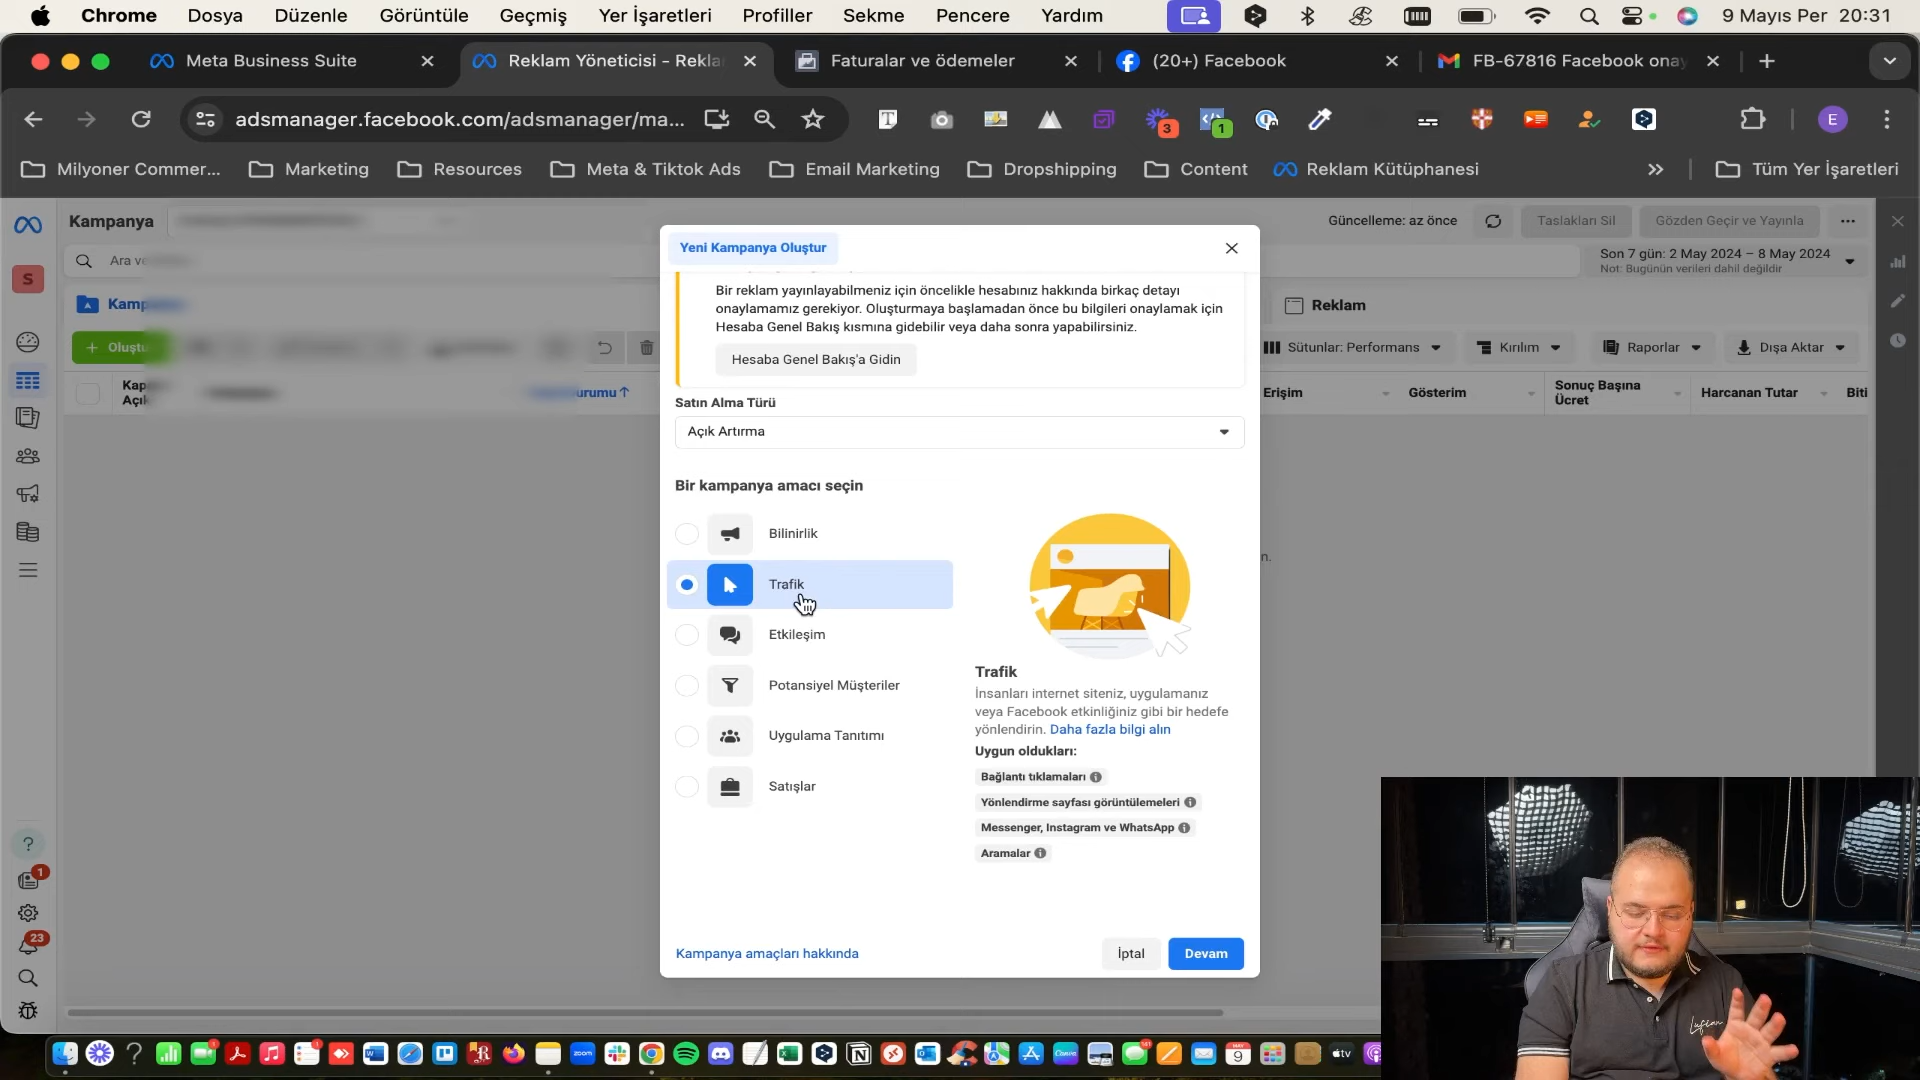 Chrome Dosya Düzenle Görüntüle Geçmiş Yer İşaretleri Profiller Sekme Pencere Yardım 9 Mayıs Per 20:31
Meta Business Suite
Reklam Yöneticisi - Rekla
Faturalar ve ödemeler
(20+) Facebook
FB-67816 Facebook onay
adsmanager.facebook.com/adsmanager/ma...
3
1
E
Milyoner Commer...
Marketing
Resources
Meta & Tiktok Ads
Email Marketing
Dropshipping
Content
Reklam Kütüphanesi
Tüm Yer İşaretleri
Kampanya
Güncelleme: az önce
Taslakları Sil
Gözden Geçir ve Yayınla
Ara ve
Son 7 gün: 2 May 2024 – 8 May 2024
Not: Bugünün verileri dahil değildir
S
Reklam
Sütunlar: Performans
Kırılım
Raporlar
Dışa Aktar
Erişim
Gösterim
Sonuç Başına
Ücret
Harcanan Tutar
Biti
n.
Yeni Kampanya Oluştur
Bir reklam yayınlayabilmeniz için öncelikle hesabınız hakkında birkaç detayı
onaylamamız gerekiyor. Oluşturmaya başlamadan önce bu bilgileri onaylamak için
Hesaba Genel Bakış kısmına gidebilir veya daha sonra yapabilirsiniz.
Hesaba Genel Bakış'a Gidin
Satın Alma Türü
Açık Artırma
Bir kampanya amacı seçin
Bilinirlik
Trafik
Etkileşim
Potansiyel Müşteriler
Uygulama Tanıtımı
Satışlar
Trafik
İnsanları internet siteniz, uygulamanız
veya Facebook etkinliğiniz gibi bir hedefe
yönlendirin. Daha fazla bilgi alın
Uygun oldukları:
Bağlantı tıklamaları
Yönlendirme sayfası görüntülemeleri
Messenger, Instagram ve WhatsApp
Aramalar
Kampanya amaçları hakkında
İptal
Devam
1
23
zoom
tv